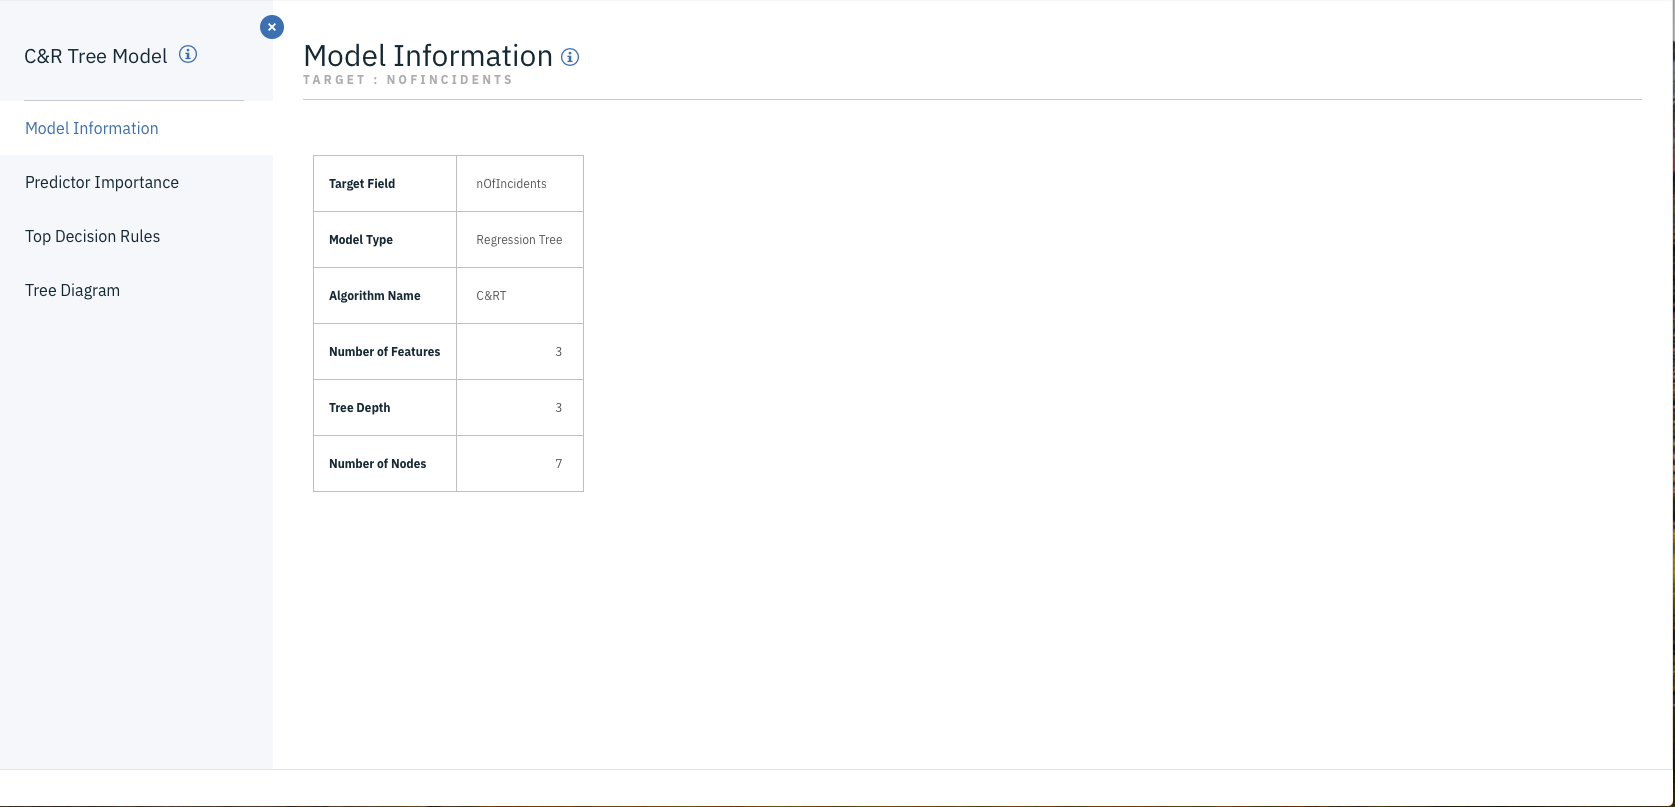 C&R Tree Model
Model Information
Predictor Importance
Top Decision Rules
Tree Diagram
Model Information
TARGET : NOFINCIDENTS
Target Field nOfIncidents
Model Type Regression Tree
Algorithm Name C&RT
Number of Features 3
Tree Depth 3
Number of Nodes 7